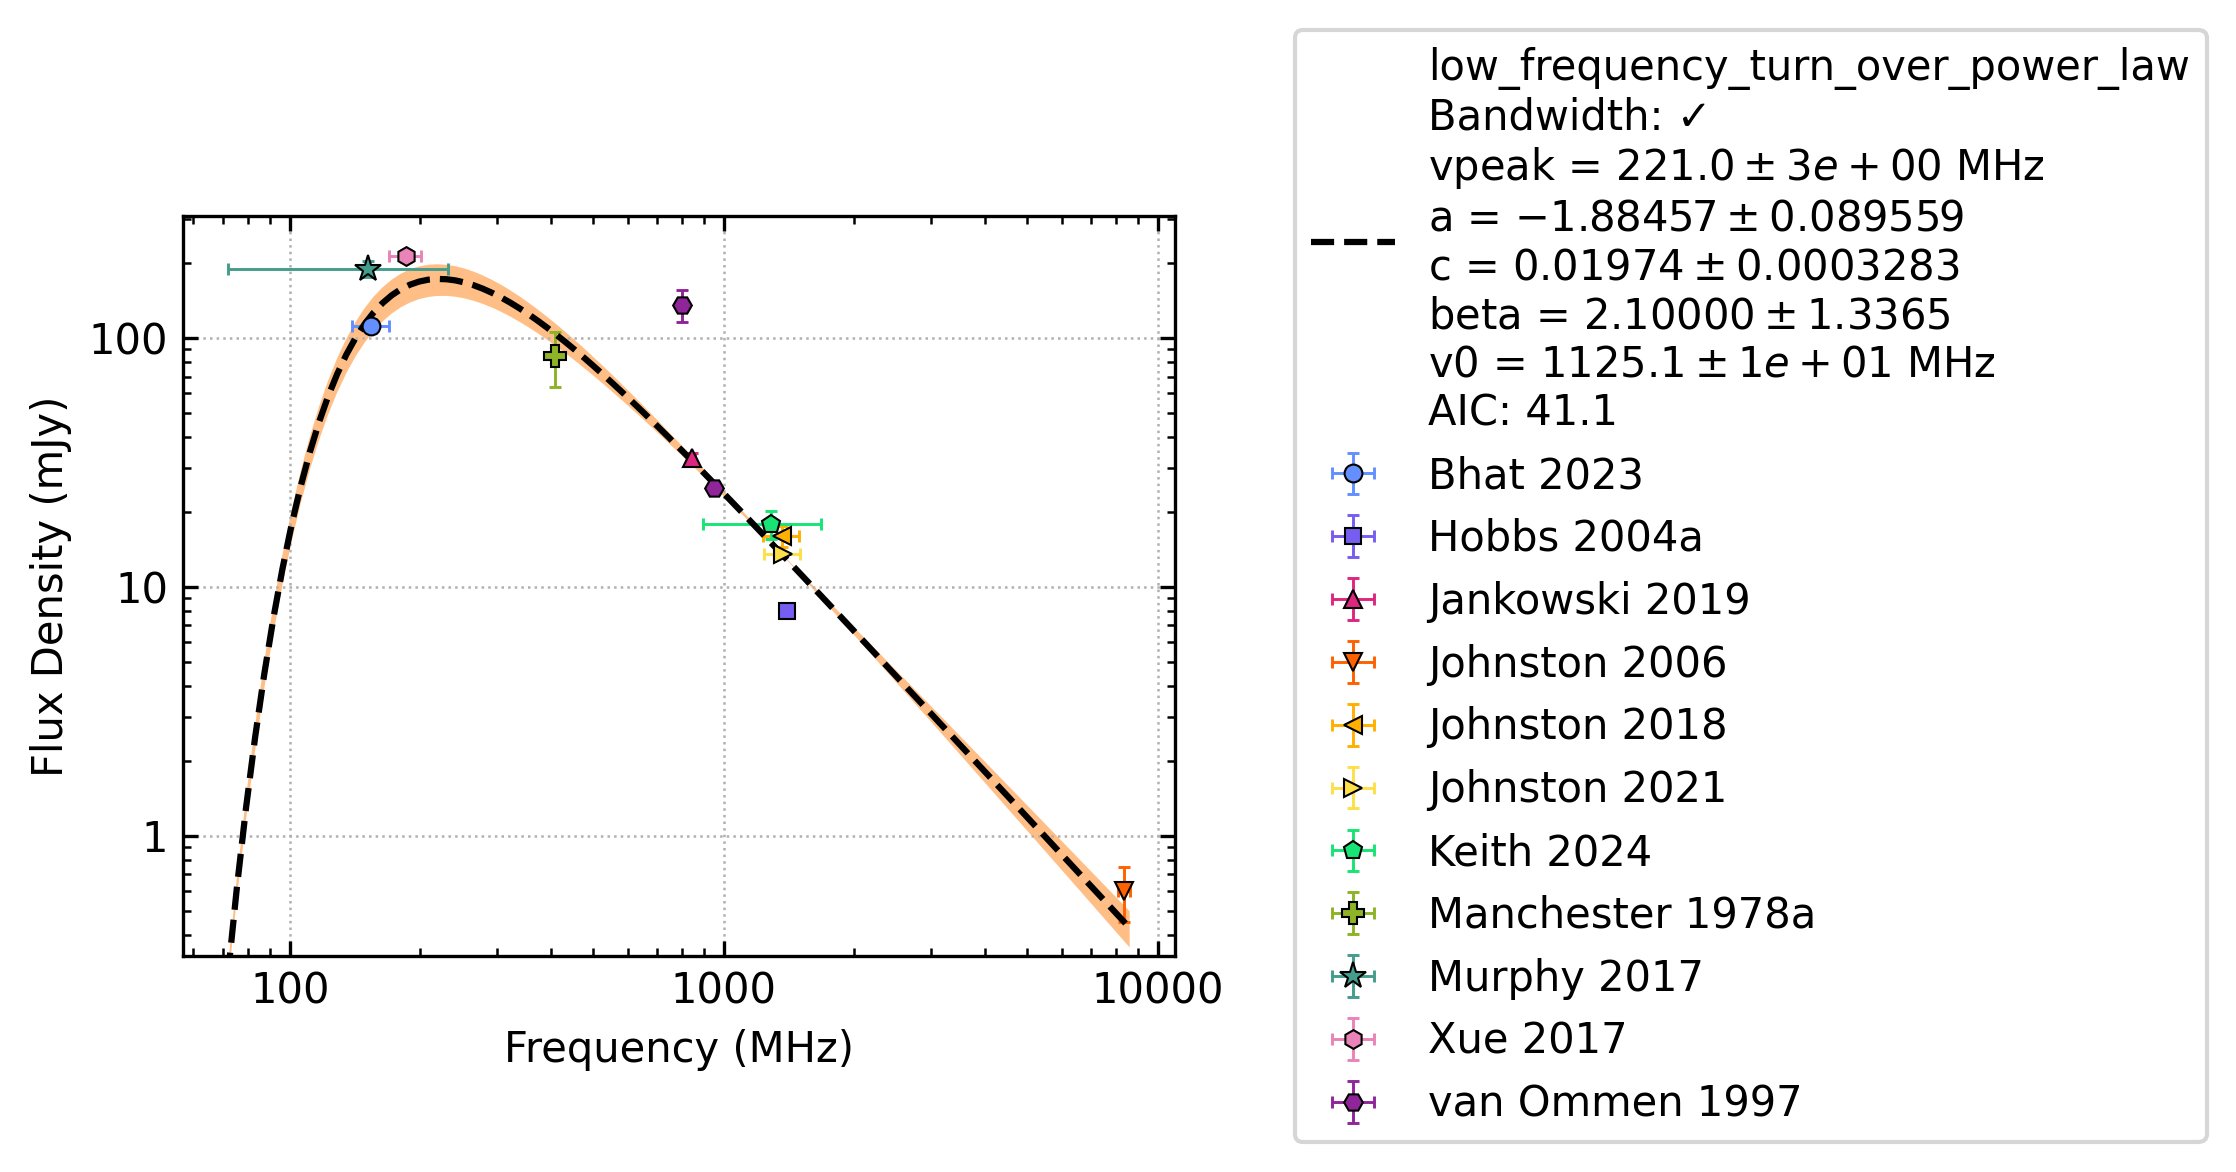 low_frequency_turn_over_power_law
Bandwidth: ✓
vpeak = 221.0 ± 3e + 00 MHz
a = −1.88457 ± 0.089559
c = 0.01974 ± 0.0003283
beta = 2.10000 ± 1.3365
v0 = 1125.1 ± 1e + 01 MHz
AIC: 41.1
Bhat 2023
Hobbs 2004a
Jankowski 2019
Johnston 2006
Johnston 2018
Johnston 2021
Keith 2024
Manchester 1978a
Murphy 2017
Xue 2017
van Ommen 1997
Flux Density (mJy)
100
10
1
100 1000 10000
Frequency (MHz)